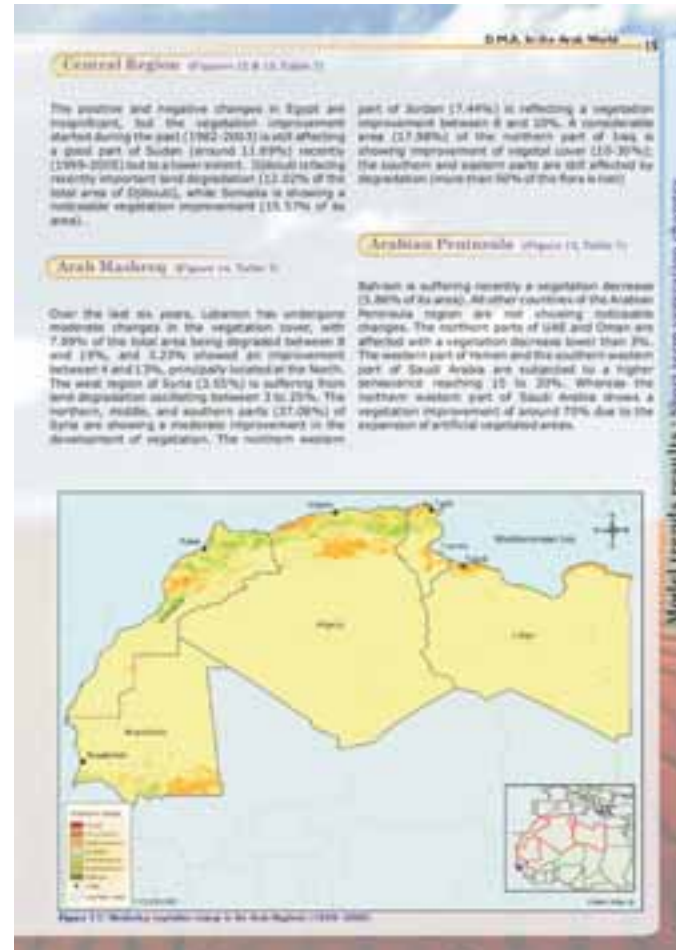 D.M.A. in the Arab World
15
Central Region
The positive and negative changes in Egypt are
insignificant, but the vegetation improvement
started during the past (1982-2003) is still affecting
a good part of Sudan (around 11.69%) recently
(1999-2005) but to a lower extent. Djibouti is facing
recently important land degradation (12.02% of the
total area of Djibouti), while Somalia is showing a
noticeable vegetation improvement (15.57% of its
area).
Arab Mashreq
Over the last six years, Lebanon has undergone
moderate changes in the vegetation cover, with
7.89% of the total area being degraded between 8
and 19%, and 3.23% showed an improvement
between 4 and 13%, principally located at the North.
The west region of Syria (3.65%) is suffering from
land degradation oscillating between 3 to 25%. The
northern, middle, and southern parts (37.08%) of
Syria are showing a moderate improvement in the
development of vegetation. The northern western
part of Jordan (7.44%) is reflecting a vegetation
improvement between 8 and 10%. A considerable
area (17.98%) of the northern part of Iraq is
showing improvement of vegetal cover (10-30%);
the southern and eastern parts are still affected by
degradation (more than 50% of the flora is lost)
Arabian Peninsula
Bahrain is suffering recently a vegetation decrease
(5.86% of its area). All other countries of the Arabian
Peninsula region are not showing noticeable
changes. The northern parts of UAE and Oman are
affected with a vegetation decrease lower than 3%.
The western part of Yemen and the southern western
part of Saudi Arabia are subjected to a higher
senescence reaching 15 to 20%. Whereas the
northern western part of Saudi Arabia shows a
vegetation improvement of around 70% due to the
expansion of artificial vegetated areas.
Mediterranean Sea
Algeria
Libya
Mauritania